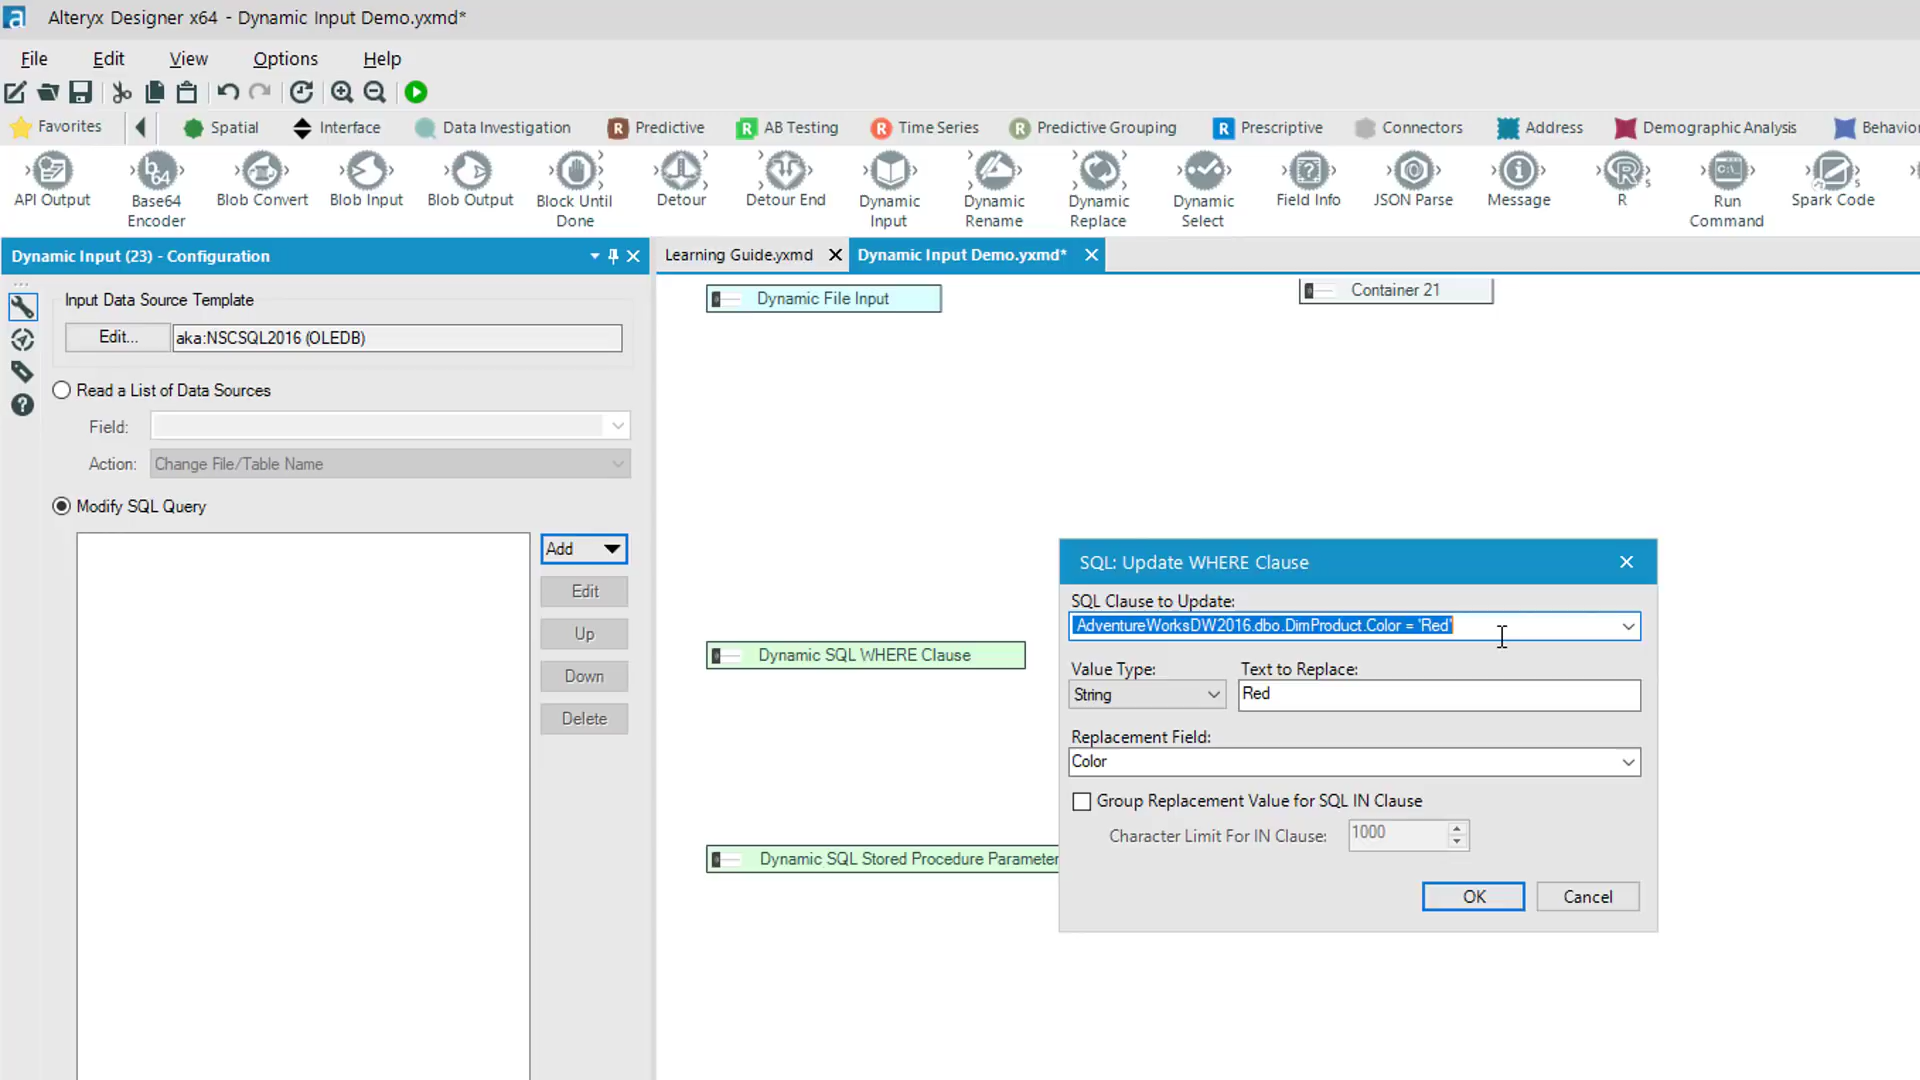 Alteryx Designer x64 - Dynamic Input Demo.yxmd*
File Edit View Options Help
Favorites Spatial Interface Data Investigation Predictive AB Testing Time Series Predictive Grouping Prescriptive Connectors Address Demographic Analysis Behavior
API Output
Base64 Encoder
Blob Convert
Blob Input
Blob Output
Block Until Done
Detour
Detour End
Dynamic Input
Dynamic Rename
Dynamic Replace
Dynamic Select
Field Info
JSON Parse
Message
R
Run Command
Spark Code
Dynamic Input (23) - Configuration
Learning Guide.yxmd
Dynamic Input Demo.yxmd*
Input Data Source Template
Edit... aka:NSCSQL2016 (OLEDB)
Read a List of Data Sources
Field:
Action: Change File/Table Name
Modify SQL Query
Add
Edit
Up
Down
Delete
Dynamic File Input
Container 21
Dynamic SQL WHERE Clause
Dynamic SQL Stored Procedure Parameter
SQL: Update WHERE Clause
SQL Clause to Update:
AdventureWorksDW2016.dbo.DimProduct.Color = 'Red'
Value Type: Text to Replace:
String Red
Replacement Field:
Color
Group Replacement Value for SQL IN Clause
Character Limit For IN Clause: 1000
OK Cancel